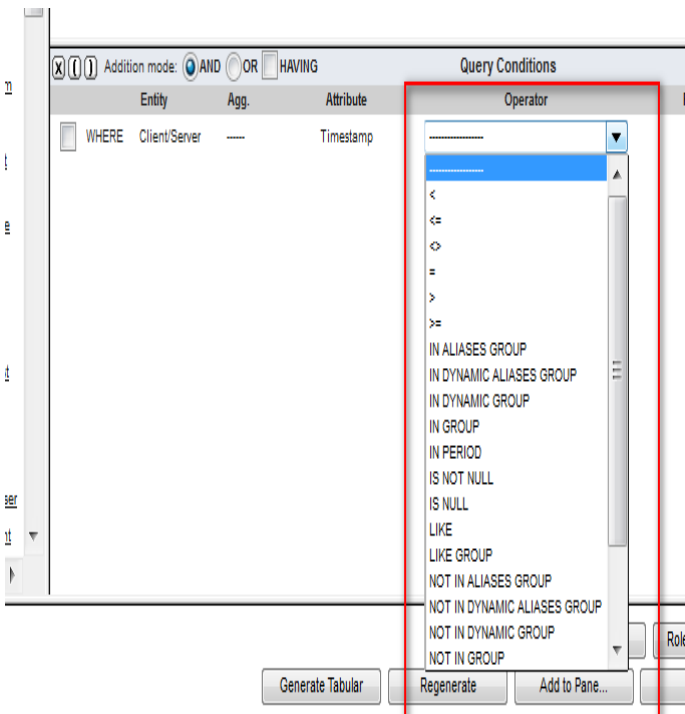 X ( ) Addition mode: AND OR HAVING Query Conditions
Entity Agg. Attribute Operator
WHERE Client/Server ----- Timestamp -----------------
-----------------
<
<=
<>
=
>
>=
IN ALIASES GROUP
IN DYNAMIC ALIASES GROUP
IN DYNAMIC GROUP
IN GROUP
IN PERIOD
IS NOT NULL
IS NULL
LIKE
LIKE GROUP
NOT IN ALIASES GROUP
NOT IN DYNAMIC ALIASES GROUP
NOT IN DYNAMIC GROUP
NOT IN GROUP
Role
Generate Tabular Regenerate Add to Pane...